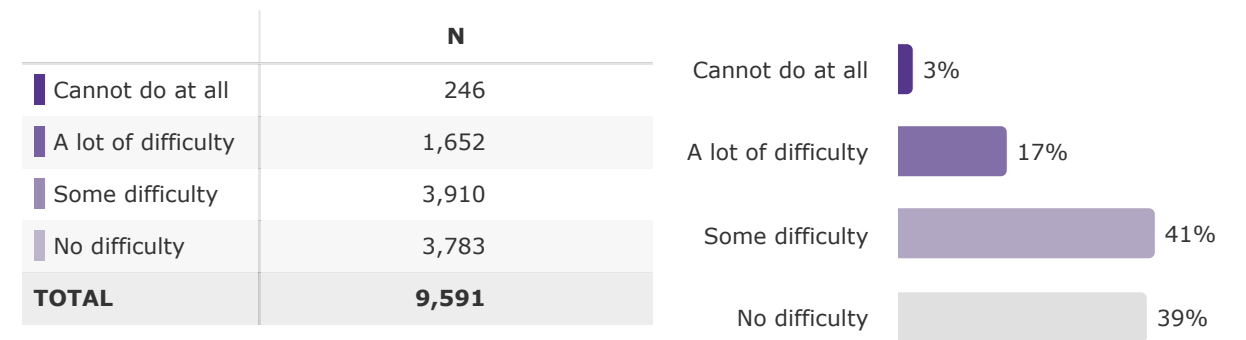 N
Cannot do at all 246
A lot of difficulty 1,652
Some difficulty 3,910
No difficulty 3,783
TOTAL 9,591
Cannot do at all 3%
A lot of difficulty 17%
Some difficulty 41%
No difficulty 39%